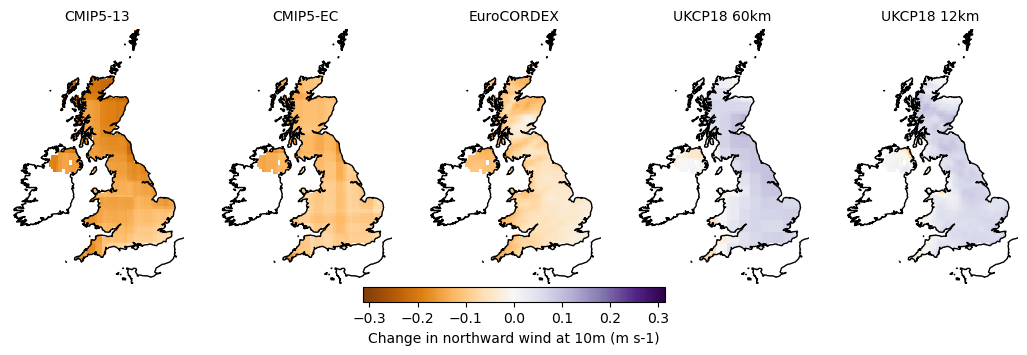 CMIP5-13 CMIP5-EC EuroCORDEX UKCP18 60km UKCP18 12km
−0.3 −0.2 −0.1 0.0 0.1 0.2 0.3
Change in northward wind at 10m (m s-1)